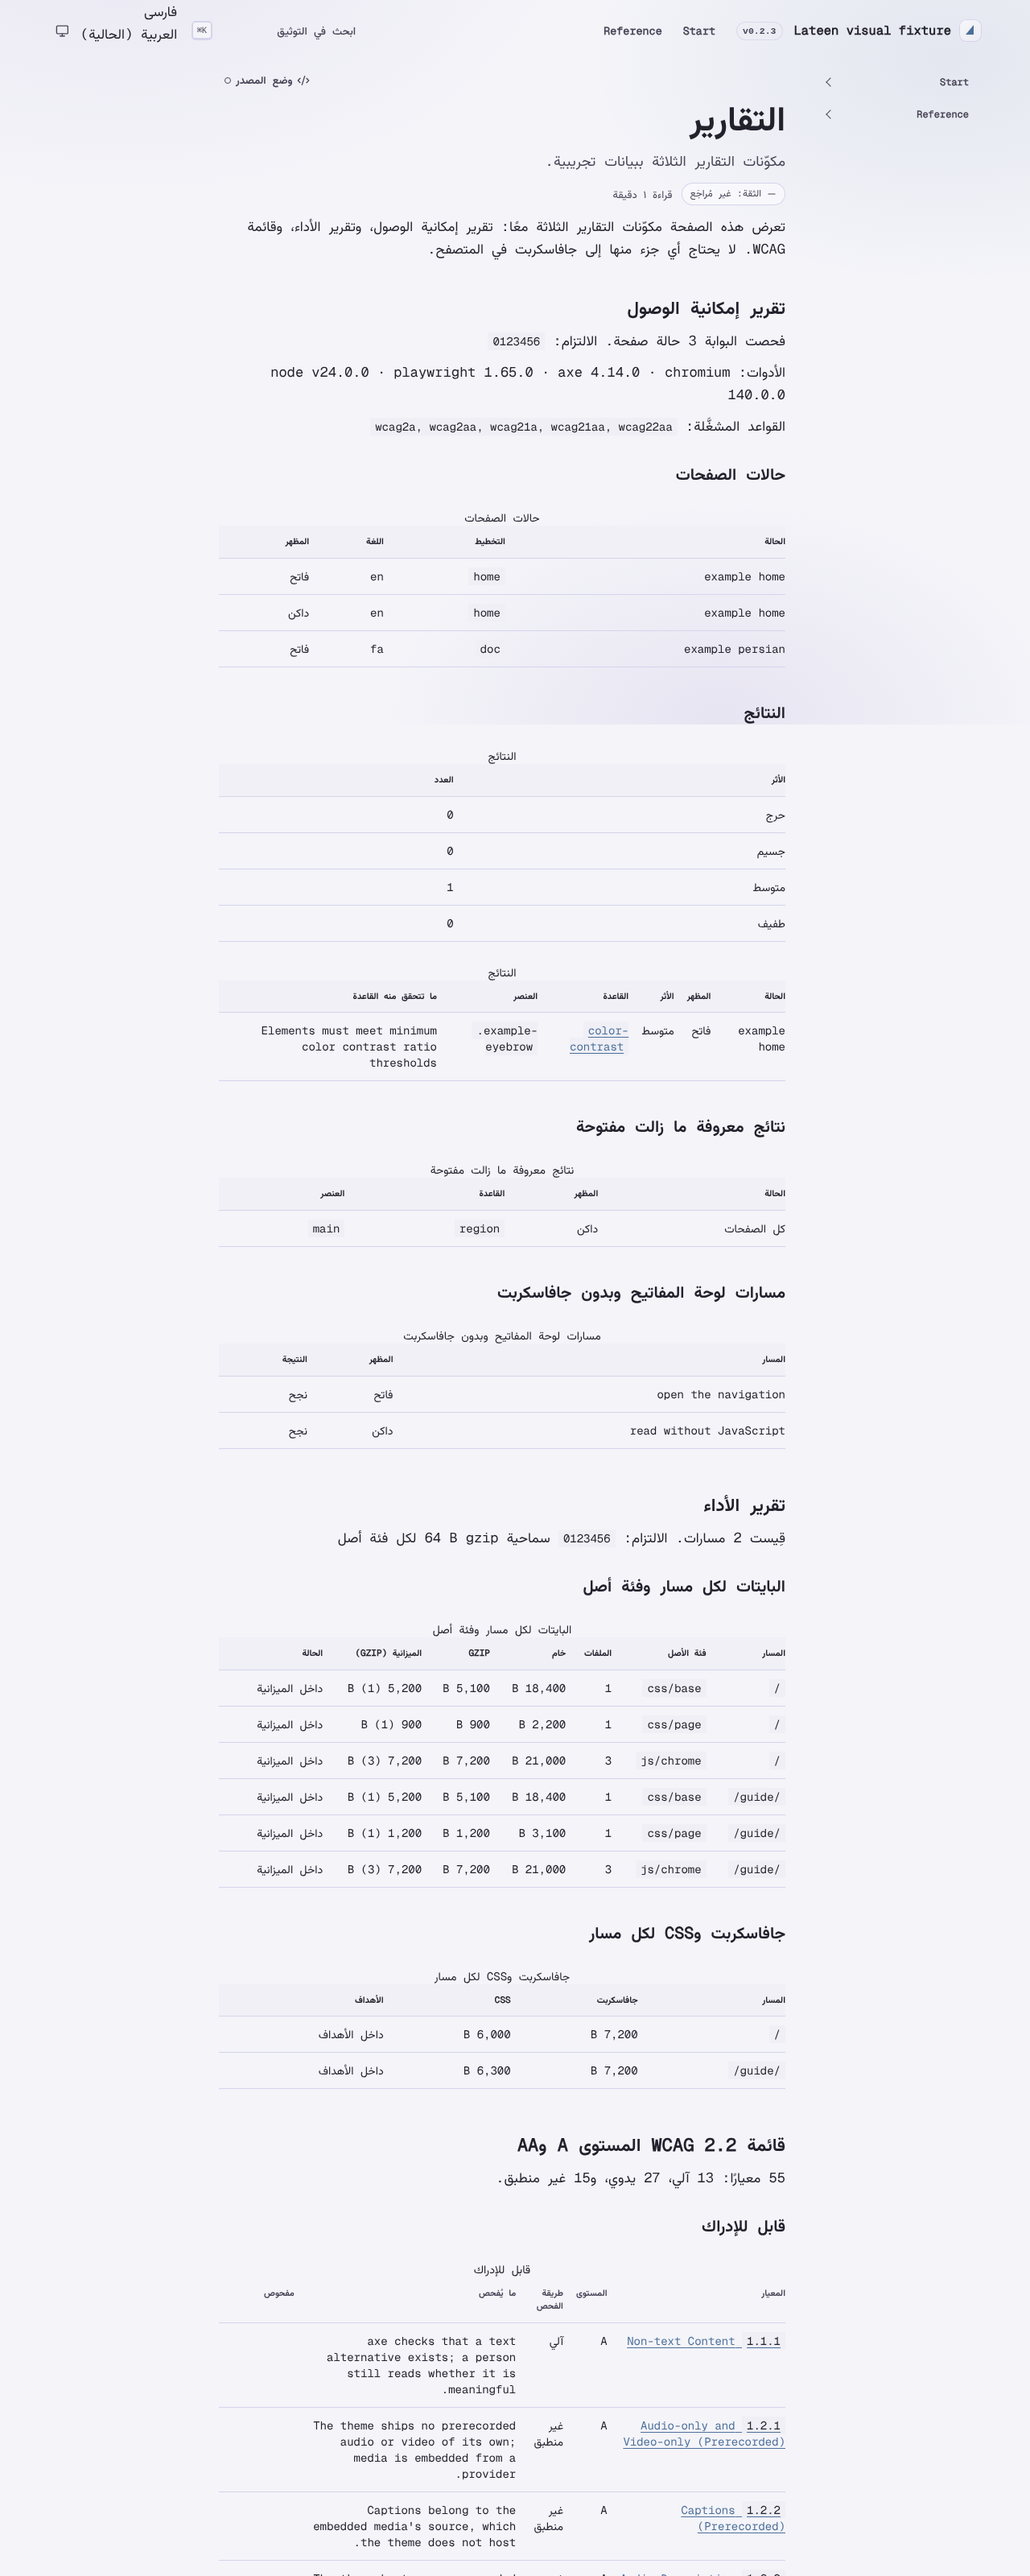 Lateen visual fixture v0.2.3 Start Reference ابحث في التوثيق ⌘K فارسی
العربية (الحالية)
Start
Reference
</> وضع المصدر
التقارير
مكوّنات التقارير الثلاثة ببيانات تجريبية.
— الثقة: غير مُراجَع قراءة ١ دقيقة
تعرض هذه الصفحة مكوّنات التقارير الثلاثة معًا: تقرير إمكانية الوصول، وتقرير الأداء، وقائمة
WCAG. لا يحتاج أي جزء منها إلى جافاسكربت في المتصفح.
تقرير إمكانية الوصول
فحصت البوابة 3 حالة صفحة. الالتزام: 0123456
الأدوات: node v24.0.0 · playwright 1.65.0 · axe 4.14.0 · chromium
140.0.0
القواعد المشغَّلة: wcag2a, wcag2aa, wcag21a, wcag21aa, wcag22aa
حالات الصفحات
حالات الصفحات
الحالة التخطيط اللغة المظهر
example home home en فاتح
example home home en داكن
example persian doc fa فاتح
النتائج
النتائج
الأثر العدد
حرج 0
جسيم 0
متوسط 1
طفيف 0
النتائج
الحالة المظهر الأثر القاعدة العنصر ما تتحقق منه القاعدة
example فاتح متوسط color- .example- Elements must meet minimum
home contrast eyebrow color contrast ratio
thresholds
نتائج معروفة ما زالت مفتوحة
نتائج معروفة ما زالت مفتوحة
الحالة المظهر القاعدة العنصر
كل الصفحات داكن region main
مسارات لوحة المفاتيح وبدون جافاسكربت
مسارات لوحة المفاتيح وبدون جافاسكربت
المسار المظهر النتيجة
open the navigation فاتح نجح
read without JavaScript داكن نجح
تقرير الأداء
قِيست 2 مسارات. الالتزام: 0123456 سماحية 64 B gzip لكل فئة أصل
البايتات لكل مسار وفئة أصل
البايتات لكل مسار وفئة أصل
المسار فئة الأصل الملفات خام GZIP الميزانية (GZIP) الحالة
/ css/base 1 B 18,400 B 5,100 B (1) 5,200 داخل الميزانية
/ css/page 1 B 2,200 B 900 B (1) 900 داخل الميزانية
/ js/chrome 3 B 21,000 B 7,200 B (3) 7,200 داخل الميزانية
/guide/ css/base 1 B 18,400 B 5,100 B (1) 5,200 داخل الميزانية
/guide/ css/page 1 B 3,100 B 1,200 B (1) 1,200 داخل الميزانية
/guide/ js/chrome 3 B 21,000 B 7,200 B (3) 7,200 داخل الميزانية
جافاسكربت وCSS لكل مسار
جافاسكربت وCSS لكل مسار
المسار جافاسكربت CSS الأهداف
/ B 7,200 B 6,000 داخل الأهداف
/guide/ B 7,200 B 6,300 داخل الأهداف
قائمة WCAG 2.2 المستوى A وAA
55 معيارًا: 13 آلي، 27 يدوي، و15 غير منطبق.
قابل للإدراك
قابل للإدراك
المعيار المستوى طريقة ما يُفحص مفحوص
الفحص
1.1.1 Non-text Content A آلي axe checks that a text
alternative exists; a person
still reads whether it is
.meaningful
1.2.1 Audio-only and A غير The theme ships no prerecorded
Video-only (Prerecorded) منطبق audio or video of its own;
media is embedded from a
.provider
1.2.2 Captions A غير Captions belong to the
(Prerecorded) منطبق embedded media's source, which
.the theme does not host